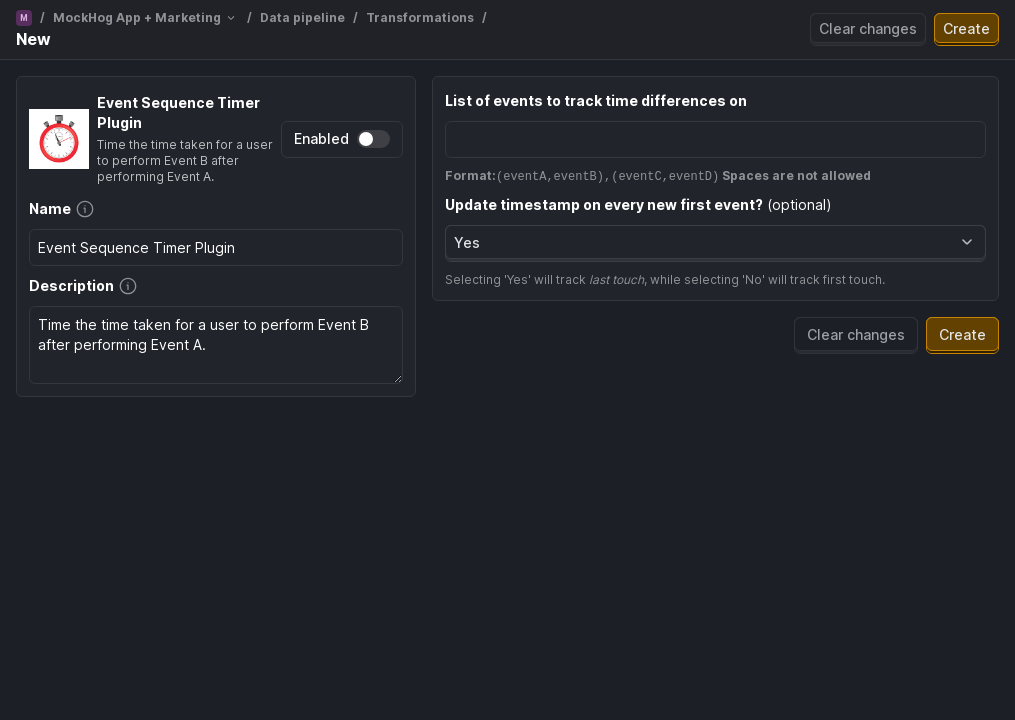 M / MockHog App + Marketing / Data pipeline / Transformations /
New
Clear changes
Create
Event Sequence Timer
Plugin
Time the time taken for a user
to perform Event B after
performing Event A.
Enabled
Name
Event Sequence Timer Plugin
Description
Time the time taken for a user to perform Event B
after performing Event A.
List of events to track time differences on
Format:(eventA,eventB),(eventC,eventD) Spaces are not allowed
Update timestamp on every new first event? (optional)
Yes
Selecting 'Yes' will track last touch, while selecting 'No' will track first touch.
Clear changes
Create